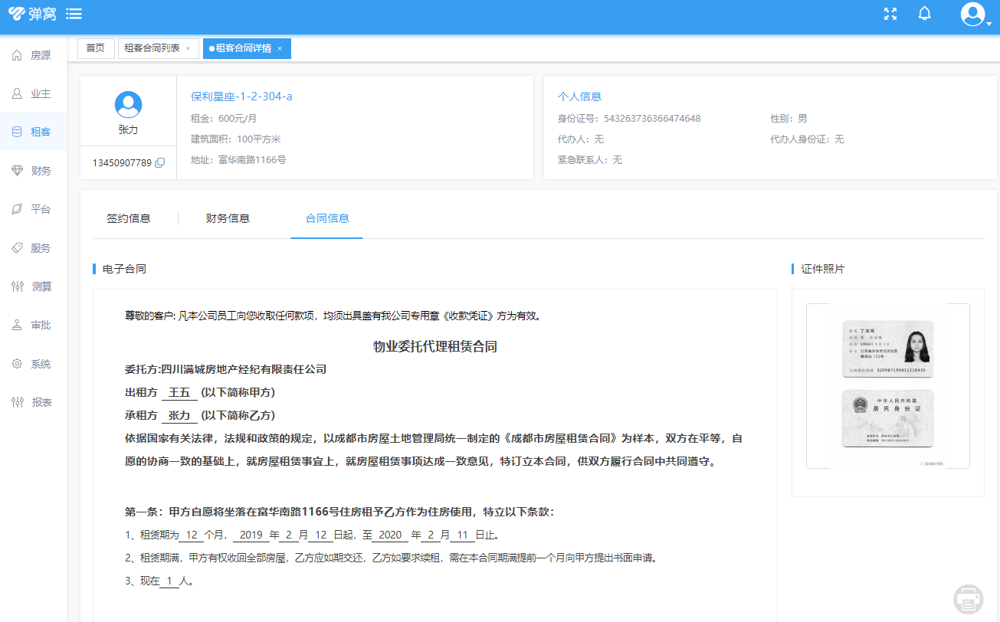 弹窝
房源
业主
租客
财务
平台
服务
测算
审批
系统
报表
首页
租客合同列表 ×
租客合同详情 ×
张力
13450907789
保利星座-1-2-304-a
租金：600元/月
建筑面积：100平方米
地址：富华南路1166号
个人信息
身份证号：543263736366474648
性别：男
代办人：无
代办人身份证：无
紧急联系人：无
签约信息
财务信息
合同信息
电子合同
尊敬的客户: 凡本公司员工向您收取任何款项，均须出具盖有我公司专用章《收款凭证》方为有效。
物业委托代理租赁合同
委托方:四川满城房地产经纪有限责任公司
出租方 王五 (以下简称甲方)
承租方 张力 (以下简称乙方)
依据国家有关法律，法规和政策的规定，以成都市房屋土地管理局统一制定的《成都市房屋租赁合同》为样本，双方在平等，自
愿的协商一致的基础上，就房屋租赁事宜上，就房屋租赁事项达成一致意见，特订立本合同，供双方履行合同中共同遵守。
第一条：甲方自愿将坐落在富华南路1166号住房租予乙方作为住房使用，特立以下条款：
1、租赁期为 12 个月， 2019 年 2 月 12 日起，至 2020 年 2 月 11 日止。
2、租赁期满，甲方有权收回全部房屋，乙方应如期交还，乙方如要求续租，需在本合同期满提前一个月向甲方提出书面申请。
3、现在 1 人。
证件照片
公民身份号码 320987199411210435
中华人民共和国
居民身份证